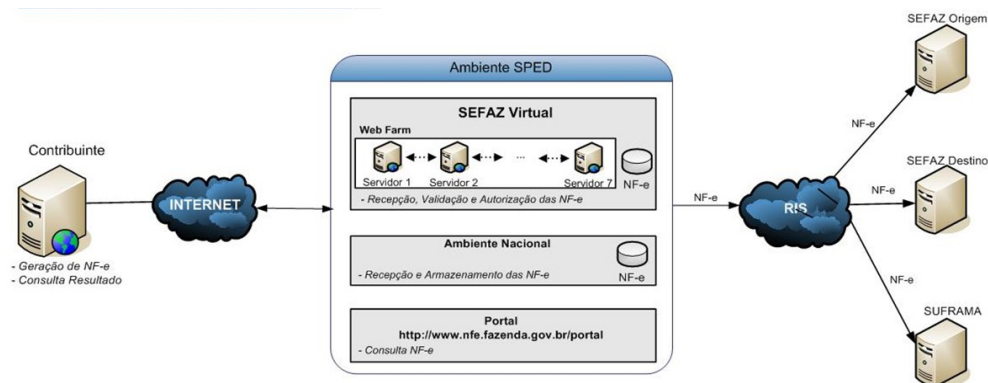 Contribuinte
- Geração de NF-e
- Consulta Resultado
INTERNET
Ambiente SPED
SEFAZ Virtual
Web Farm
...
Servidor 1
Servidor 2
Servidor 7
NF-e
- Recepção, Validação e Autorização das NF-e
Ambiente Nacional
- Recepção e Armazenamento das NF-e
NF-e
Portal
http://www.nfe.fazenda.gov.br/portal
- Consulta NF-e
NF-e
RIS
NF-e
SEFAZ Origem
NF-e
SEFAZ Destino
NF-e
SUFRAMA